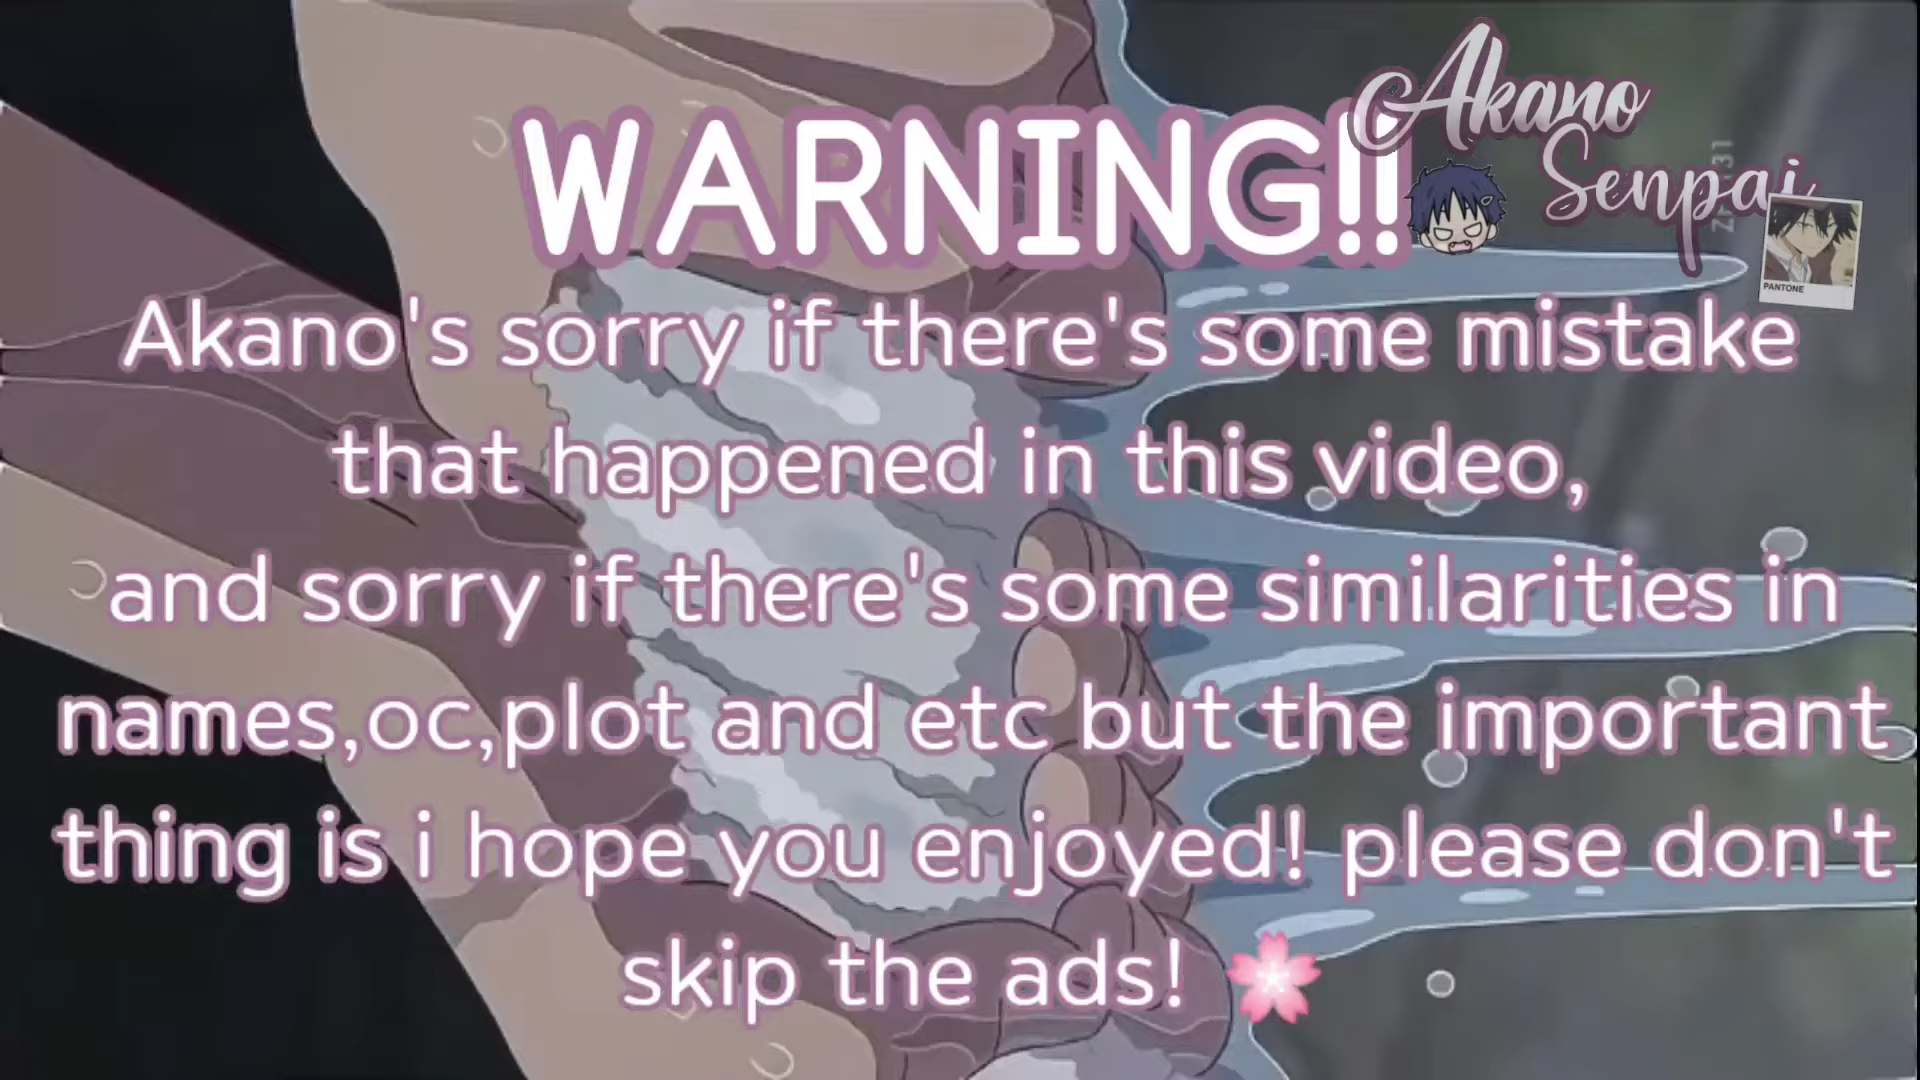 Akano
Senpai
WARNING!!
PANTONE
Akano's sorry if there's some mistake
that happened in this video,
and sorry if there's some similarities in
names,oc,plot and etc but the important
thing is i hope you enjoyed! please don't
skip the ads! 🌸